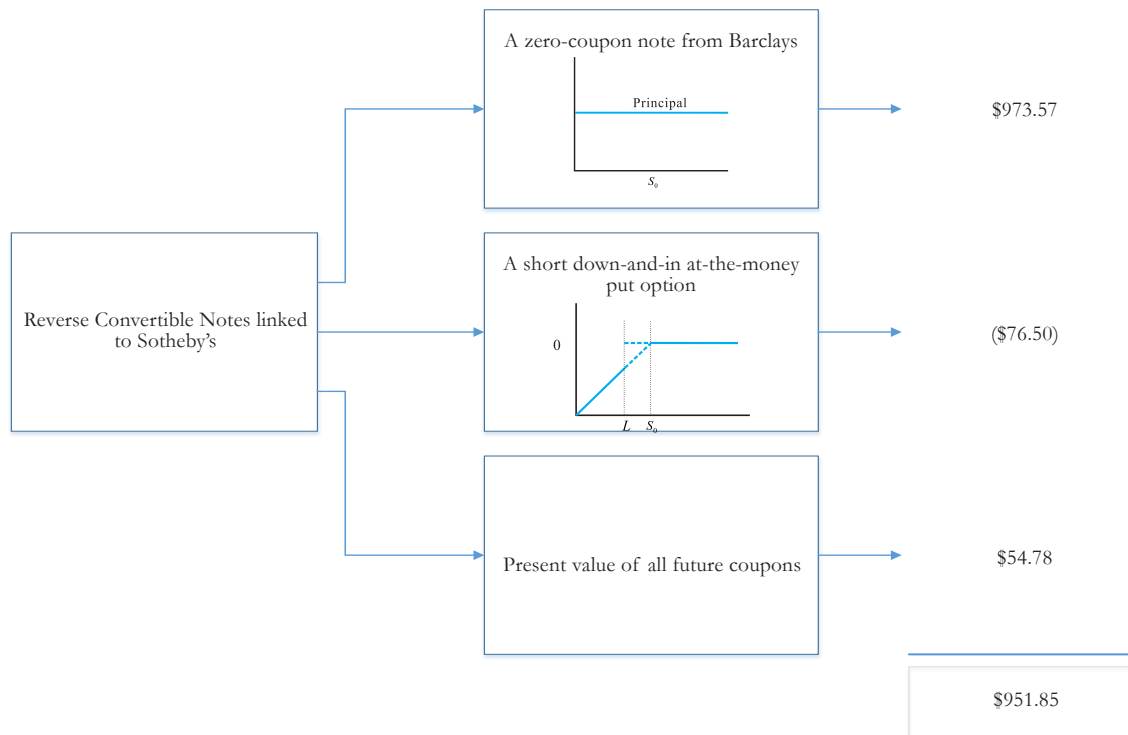 A zero-coupon note from Barclays
Principal
S₀
$973.57
Reverse Convertible Notes linked
to Sotheby's
A short down-and-in at-the-money
put option
0
L S₀
($76.50)
Present value of all future coupons
$54.78
$951.85